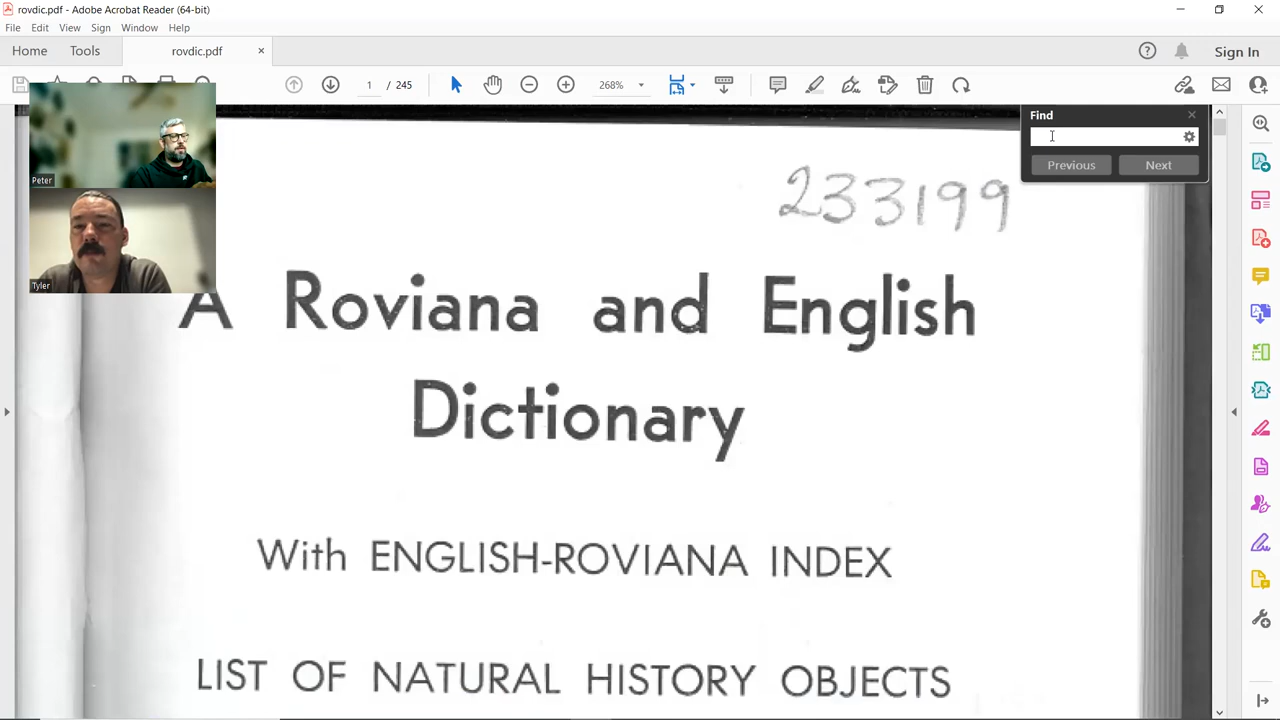 rovdic.pdf - Adobe Acrobat Reader (64-bit)
File Edit View Sign Window Help
Home Tools rovdic.pdf × Sign In
1 / 245 268%
Find
Previous Next
Peter
Tyler
233199
A Roviana and English
Dictionary
With ENGLISH-ROVIANA INDEX
LIST OF NATURAL HISTORY OBJECTS